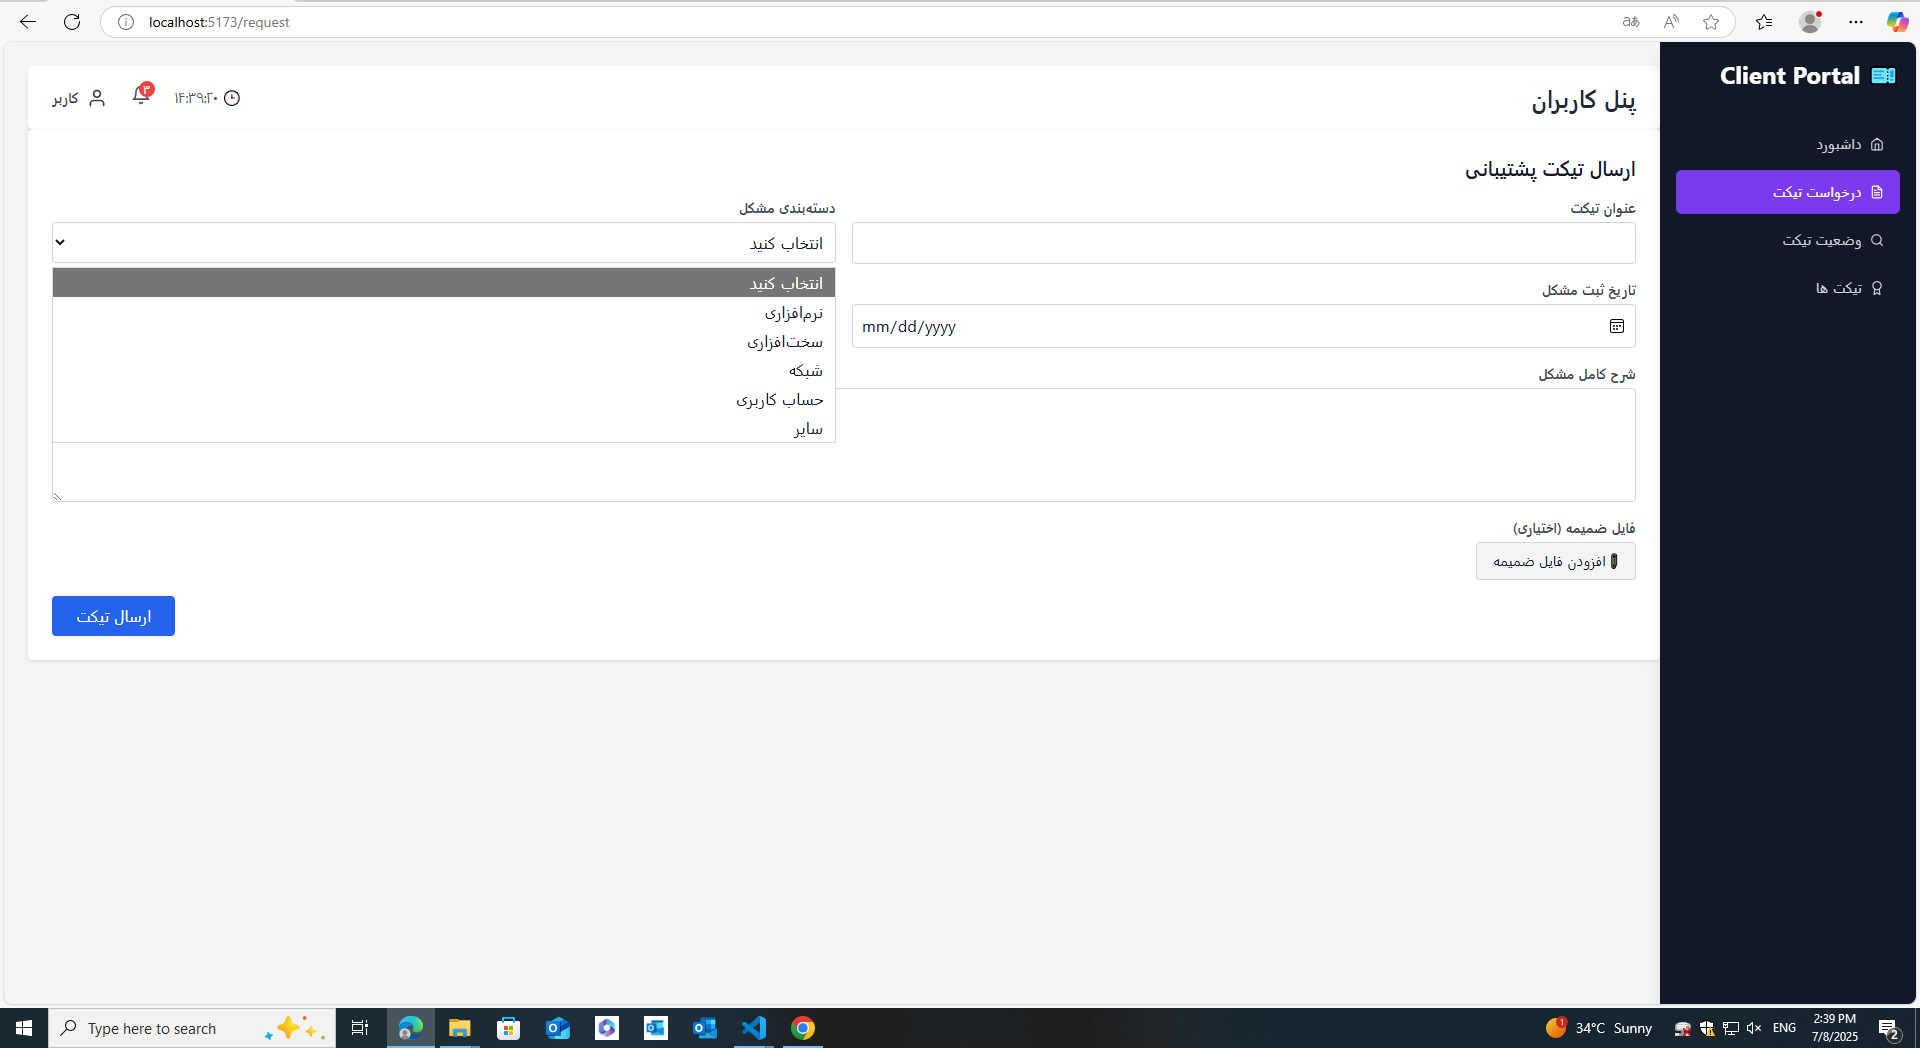 localhost:5173/request
Client Portal
داشبورد
درخواست تیکت
وضعیت تیکت
تیکت ها
پنل کاربران
۱۴:۳۹:۲۰
۳
کاربر
ارسال تیکت پشتیبانی
عنوان تیکت
دسته‌بندی مشکل
انتخاب کنید
انتخاب کنید
نرم‌افزاری
سخت‌افزاری
شبکه
حساب کاربری
سایر
تاریخ ثبت مشکل
mm/dd/yyyy
شرح کامل مشکل
فایل ضمیمه (اختیاری)
افزودن فایل ضمیمه
ارسال تیکت
Type here to search
1
34°C Sunny
ENG
2:39 PM
7/8/2025
2